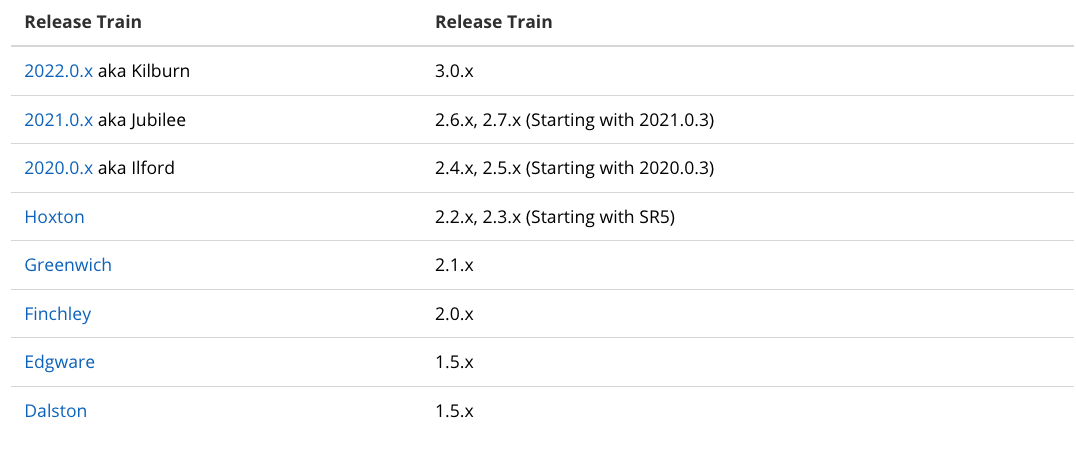 Release Train Release Train
2022.0.x aka Kilburn 3.0.x
2021.0.x aka Jubilee 2.6.x, 2.7.x (Starting with 2021.0.3)
2020.0.x aka Ilford 2.4.x, 2.5.x (Starting with 2020.0.3)
Hoxton 2.2.x, 2.3.x (Starting with SR5)
Greenwich 2.1.x
Finchley 2.0.x
Edgware 1.5.x
Dalston 1.5.x